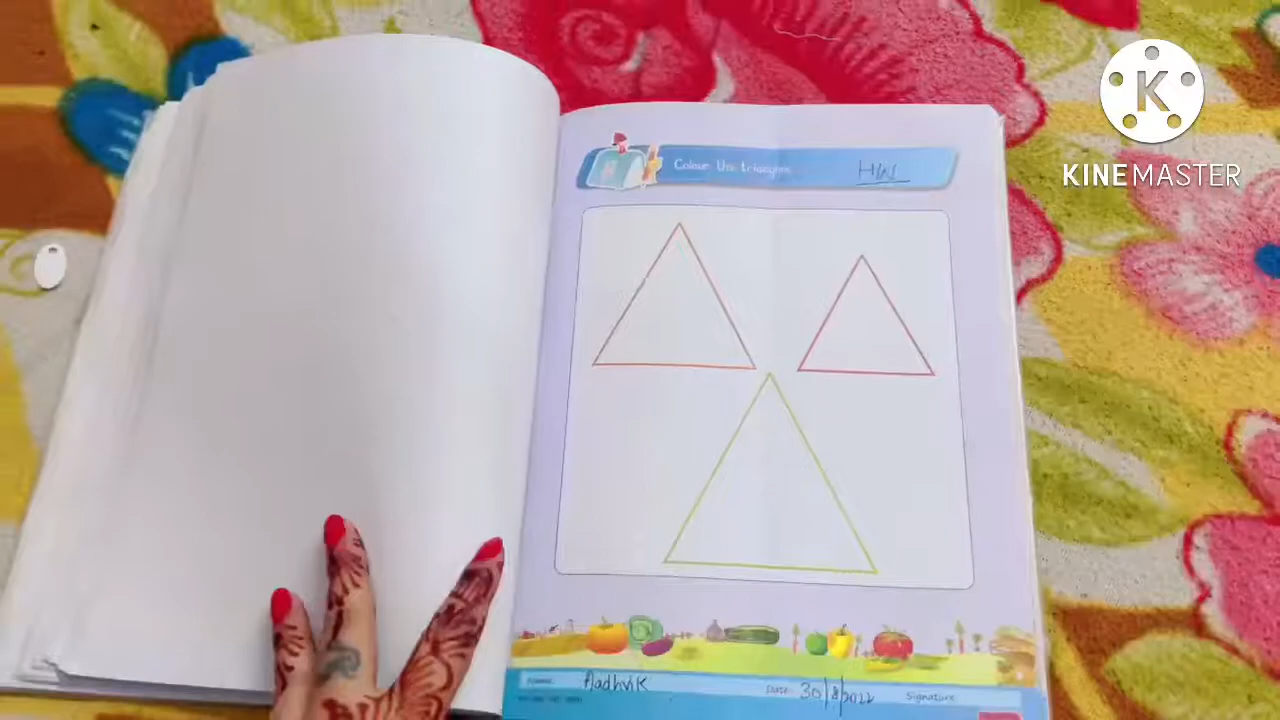 K
KINEMASTER
Colour the triangles HW
Name: Aadhvik Date: 30/8/2022 Signature